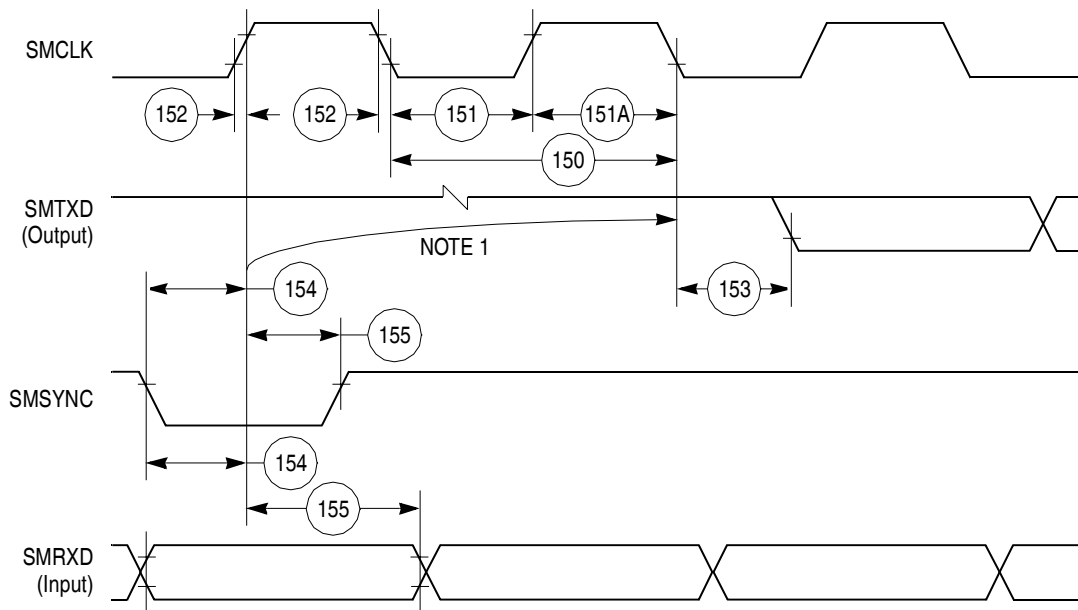 SMCLK
152
152
151
151A
150
SMTXD
(Output)
NOTE 1
154
153
155
SMSYNC
154
155
SMRXD
(Input)